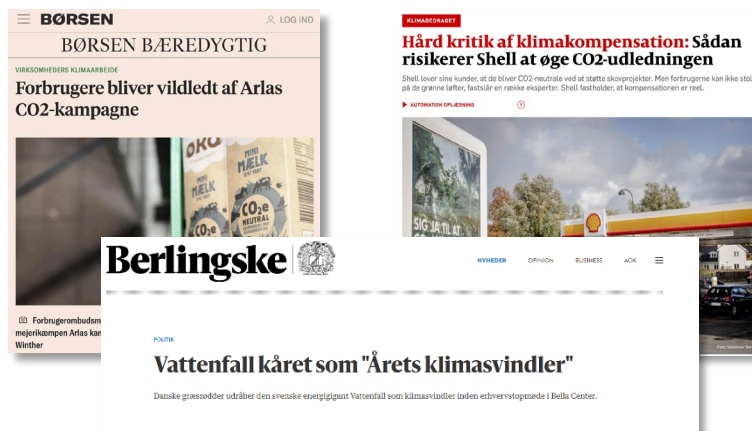 BØRSEN
LOG IND
BØRSEN BÆREDYGTIG
VIRKSOMHEDERS KLIMAARBEJDE
Forbrugere bliver vildledt af Arlas
CO2-kampagne
ØKO
MINI
MÆLK
CO₂e
NEUTRAL
MINI
MÆLK
CO₂e
Forbrugerombudsm
mejerikæmpen Arlas kar
Winther
KLIMABEDRAGET
Hård kritik af klimakompensation: Sådan
risikerer Shell at øge CO2-udledningen
Shell lover sine kunder, at de bliver CO2-neutrale ved at støtte skovprojekter. Men forbrugerne kan ikke stol
på de grønne løfter, fastslår en række eksperter. Shell fastholder, at kompensationen er reel.
AUTOMATISK OPLÆSNING
SIG JA TIL AT
Berlingske
NYHEDER
OPINION
BUSINESS
AOK
POLITIK
Vattenfall kåret som "Årets klimasvindler"
Danske græsrødder udråber den svenske energigigant Vattenfall som klimasvindler inden erhvervstopmøde i Bella Center.